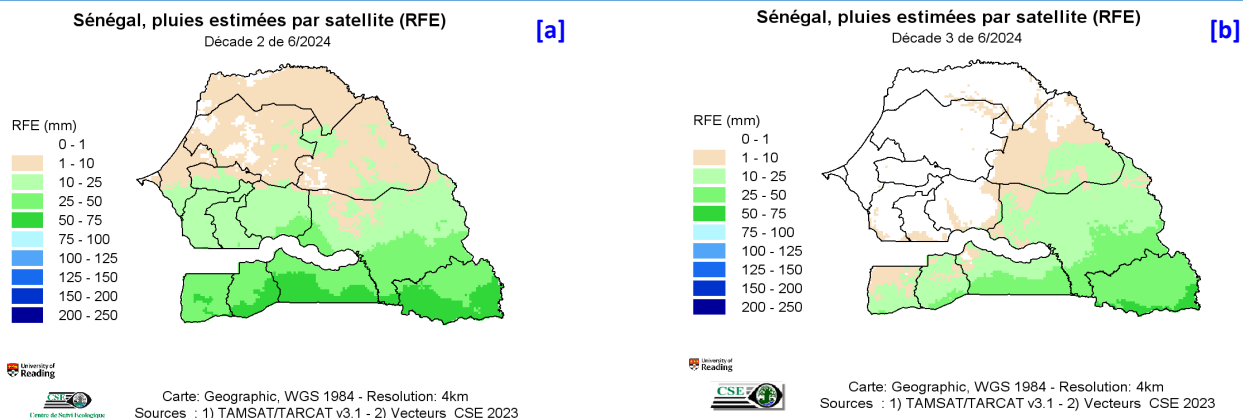 Sénégal, pluies estimées par satellite (RFE)
Décade 2 de 6/2024
[a]
RFE (mm)
0 - 1
1 - 10
10 - 25
25 - 50
50 - 75
75 - 100
100 - 125
125 - 150
150 - 200
200 - 250
University of
Reading
CSE
Centre de Suivi Ecologique
Carte: Geographic, WGS 1984 - Resolution: 4km
Sources : 1) TAMSAT/TARCAT v3.1 - 2) Vecteurs CSE 2023
Sénégal, pluies estimées par satellite (RFE)
Décade 3 de 6/2024
[b]
RFE (mm)
0 - 1
1 - 10
10 - 25
25 - 50
50 - 75
75 - 100
100 - 125
125 - 150
150 - 200
200 - 250
University of
Reading
CSE
Carte: Geographic, WGS 1984 - Resolution: 4km
Sources : 1) TAMSAT/TARCAT v3.1 - 2) Vecteurs CSE 2023